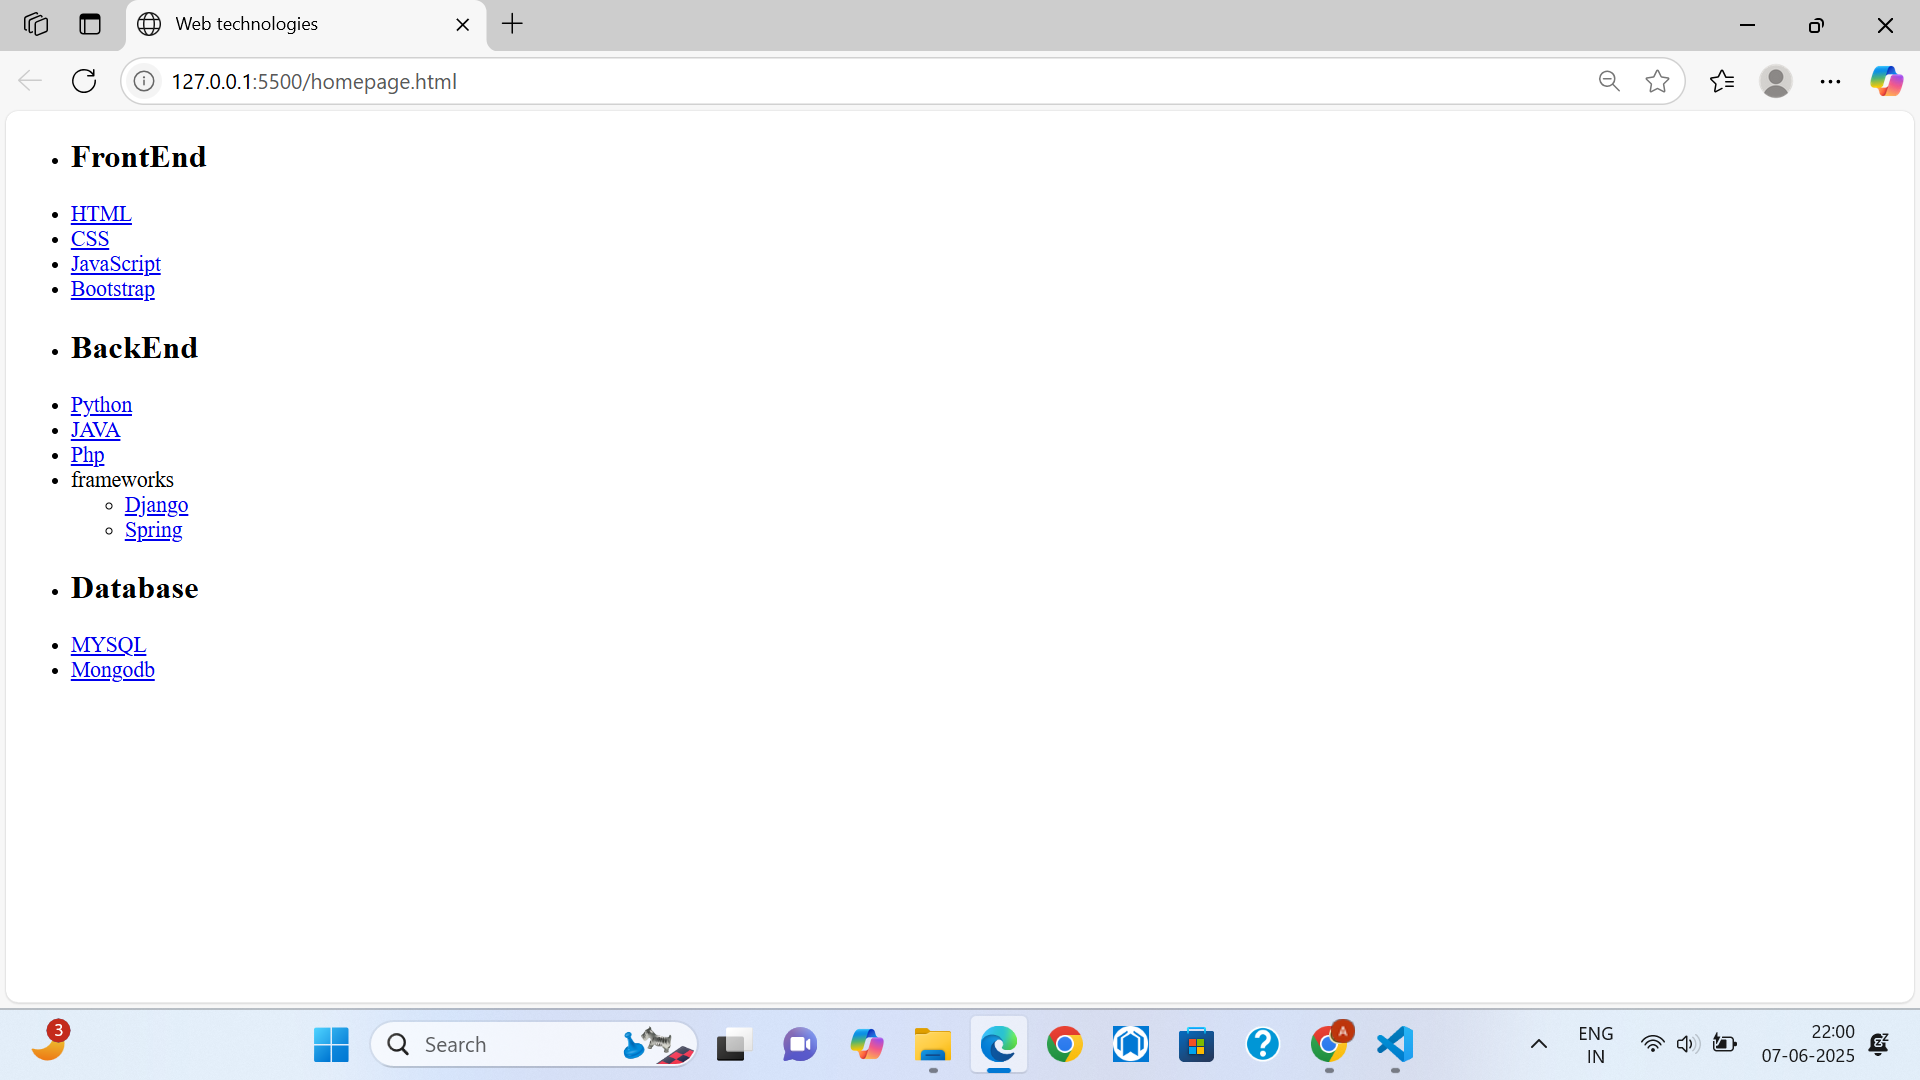 Web technologies
127.0.0.1:5500/homepage.html
FrontEnd
HTML
CSS
JavaScript
Bootstrap
BackEnd
Python
JAVA
Php
frameworks
Django
Spring
Database
MYSQL
Mongodb
3
Search
A
ENG
IN
22:00
07-06-2025